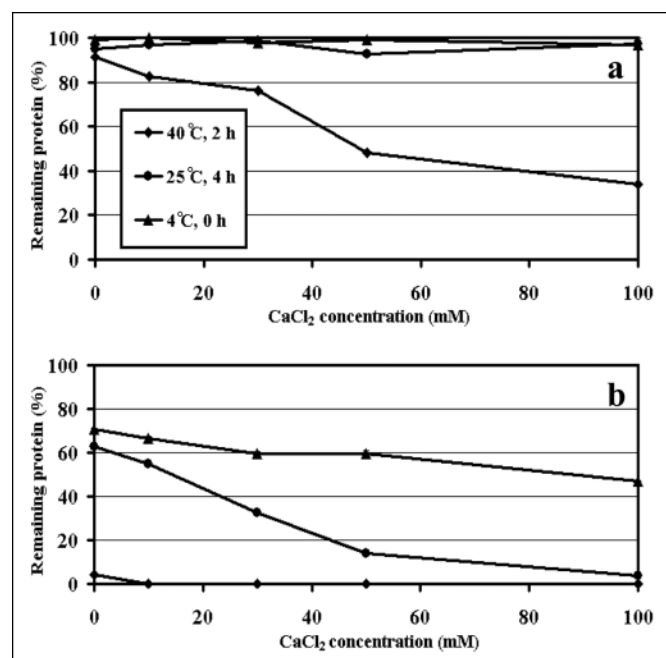 100
80
60
40
20
0
Remaining protein (%)
a
40℃, 2 h
25℃, 4 h
4℃, 0 h
0 20 40 60 80 100
CaCl₂ concentration (mM)
100
80
60
40
20
0
Remaining protein (%)
b
0 20 40 60 80 100
CaCl₂ concentration (mM)